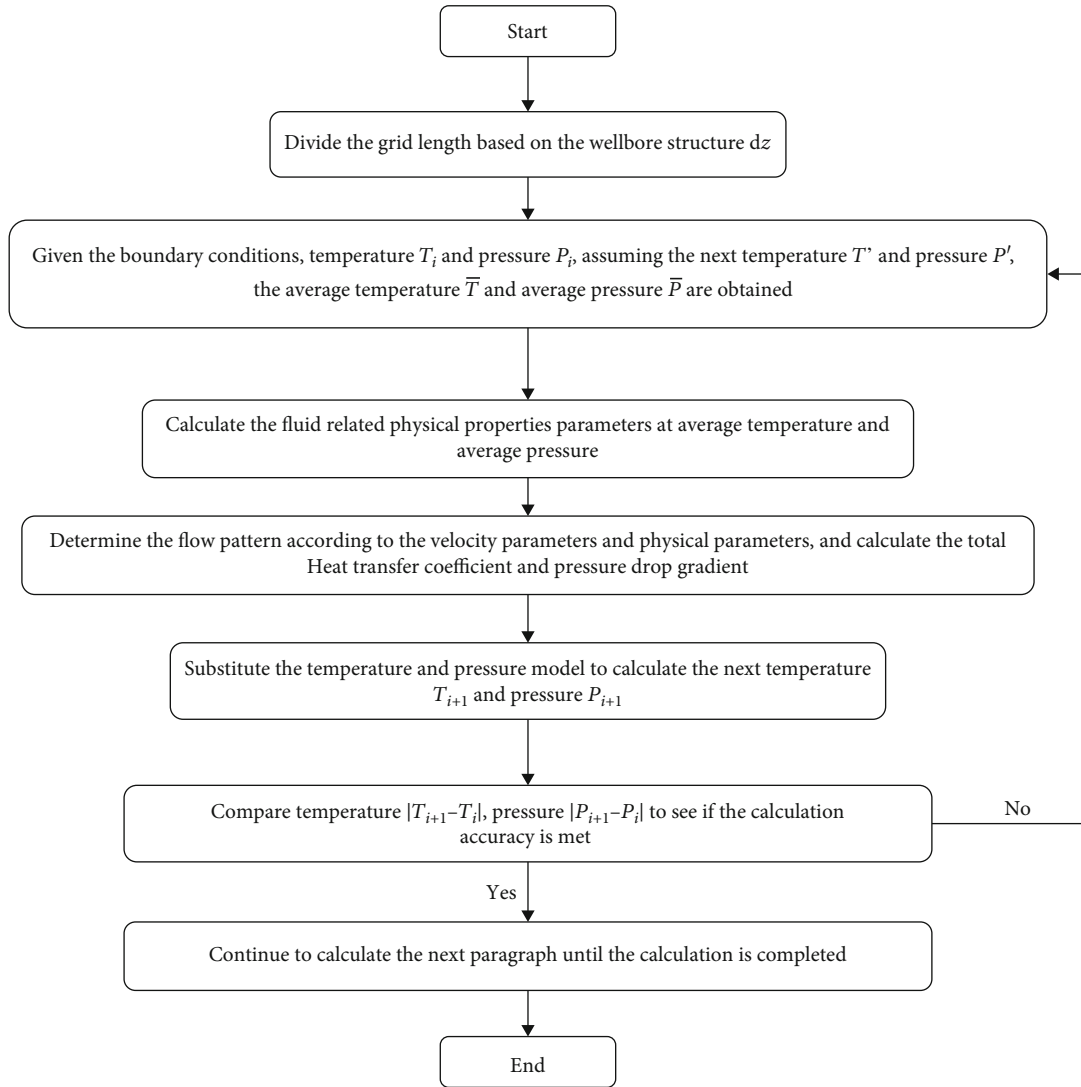 Start
Divide the grid length based on the wellbore structure dz
Given the boundary conditions, temperature T_i and pressure P_i, assuming the next temperature T’ and pressure P′,
the average temperature T̅ and average pressure P̅ are obtained
Calculate the fluid related physical properties parameters at average temperature and
average pressure
Determine the flow pattern according to the velocity parameters and physical parameters, and calculate the total
Heat transfer coefficient and pressure drop gradient
Substitute the temperature and pressure model to calculate the next temperature
T_{i+1} and pressure P_{i+1}
Compare temperature |T_{i+1}–T_i|, pressure |P_{i+1}–P_i| to see if the calculation
accuracy is met
No
Yes
Continue to calculate the next paragraph until the calculation is completed
End